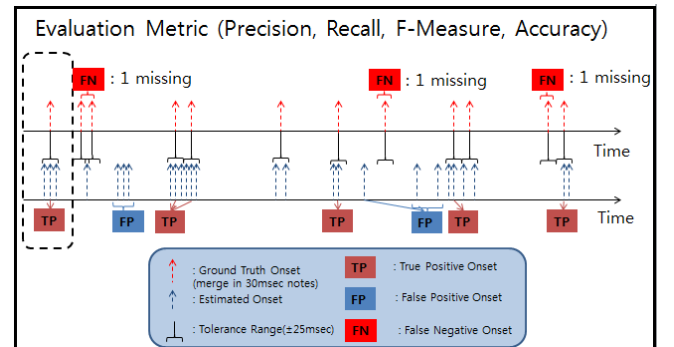 Evaluation Metric (Precision, Recall, F-Measure, Accuracy)
FN : 1 missing FN : 1 missing FN : 1 missing
Time
Time
TP FP TP TP FP TP TP
: Ground Truth Onset
(merge in 30msec notes)
: Estimated Onset
: Tolerance Range(±25msec)
TP : True Positive Onset
FP : False Positive Onset
FN : False Negative Onset